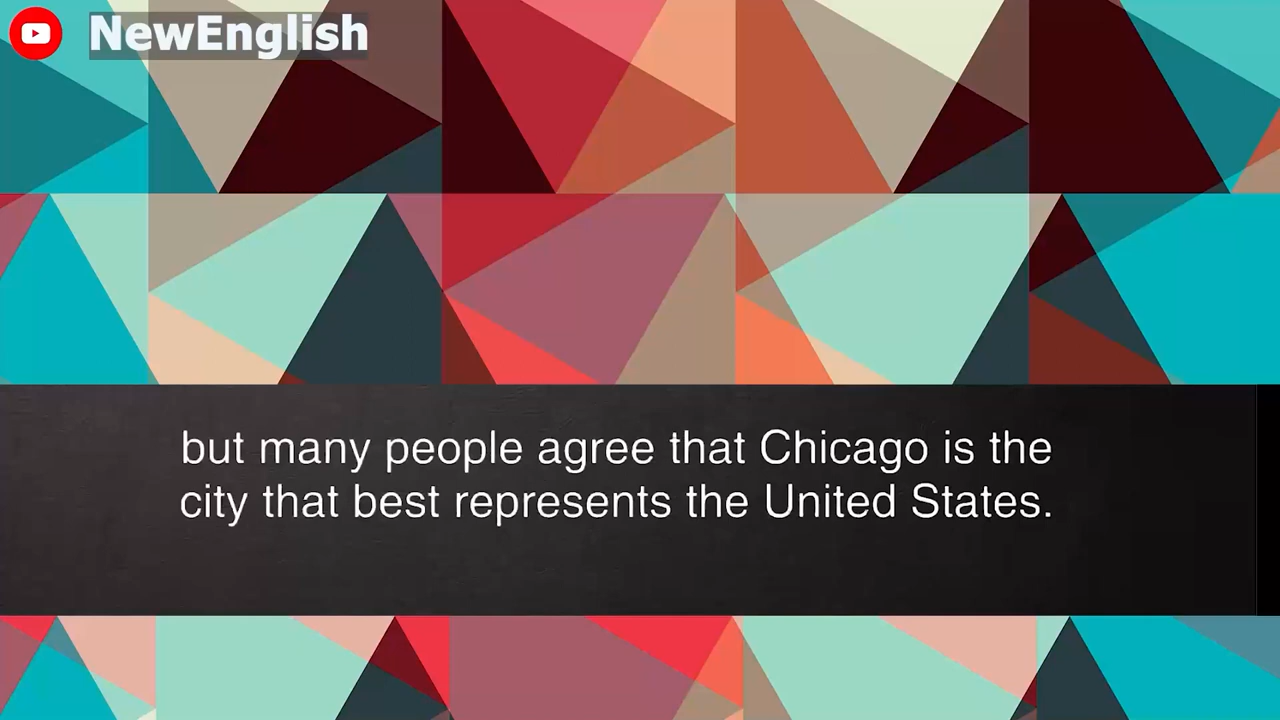 NewEnglish
but many people agree that Chicago is the
city that best represents the United States.